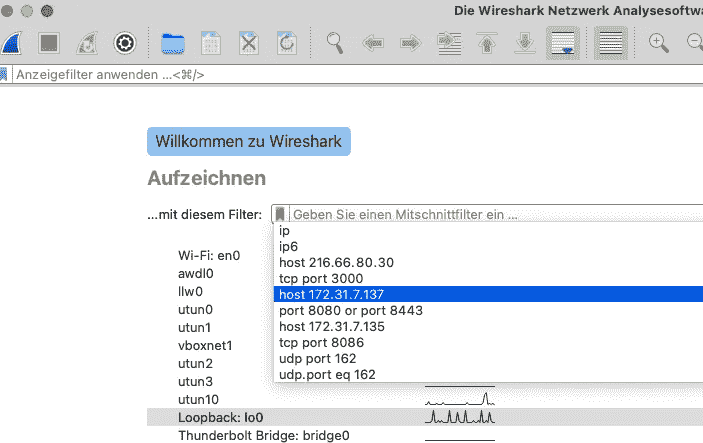 Die Wireshark Netzwerk Analysesoftwa
Anzeigefilter anwenden ...<⌘/>
Willkommen zu Wireshark
Aufzeichnen
...mit diesem Filter: Geben Sie einen Mitschnittfilter ein ...
ip
ip6
host 216.66.80.30
tcp port 3000
host 172.31.7.137
port 8080 or port 8443
host 172.31.7.135
tcp port 8086
udp port 162
udp.port eq 162
Wi-Fi: en0
awdl0
llw0
utun0
utun1
vboxnet1
utun2
utun3
utun10
Loopback: lo0
Thunderbolt Bridge: bridge0